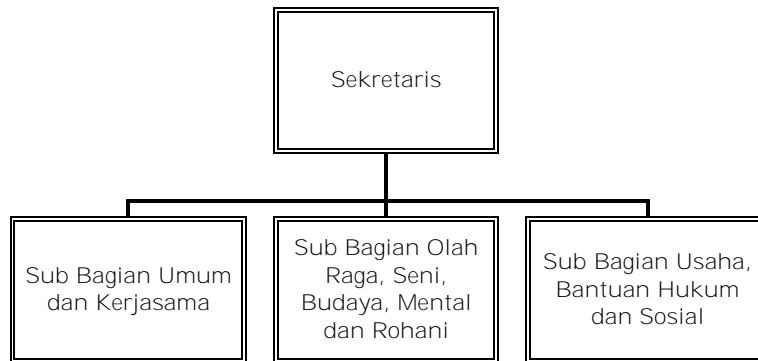 Sekretaris
Sub Bagian Umum
dan Kerjasama
Sub Bagian Olah
Raga, Seni,
Budaya, Mental
dan Rohani
Sub Bagian Usaha,
Bantuan Hukum
dan Sosial